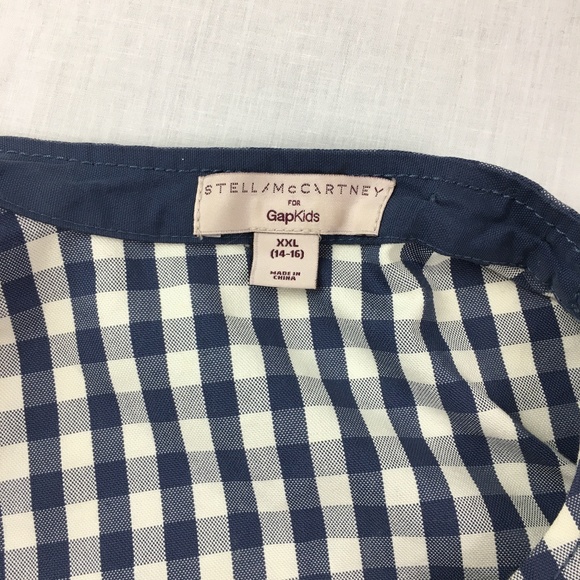 STELLA McCARTNEY
FOR
GapKids
XXL
(14-16)
MADE IN
CHINA